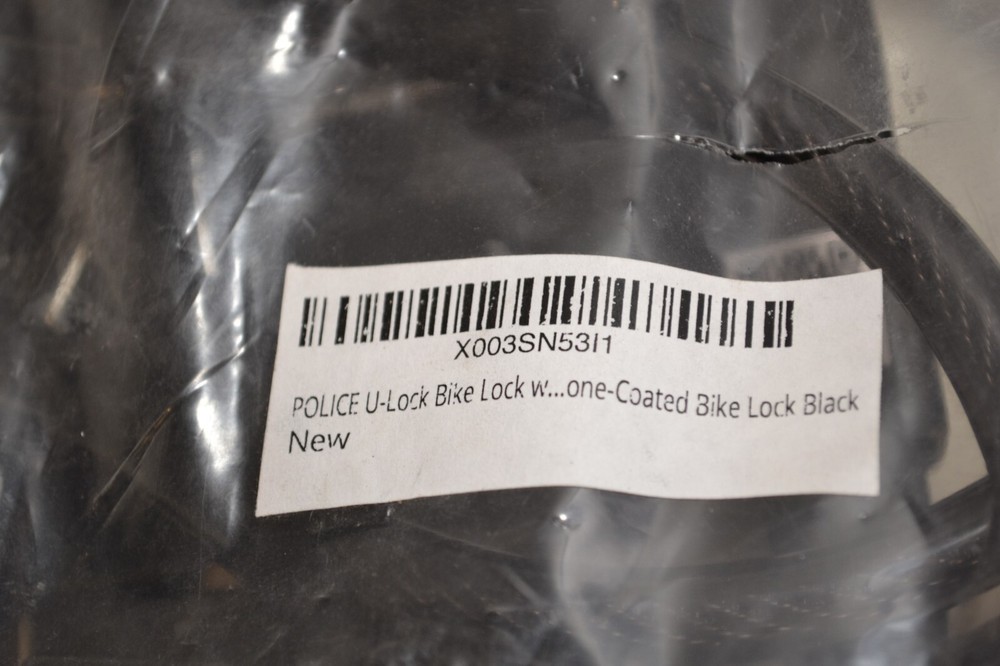 X003SN53I1
POLICE U-Lock Bike Lock w...one-Coated Bike Lock Black
New